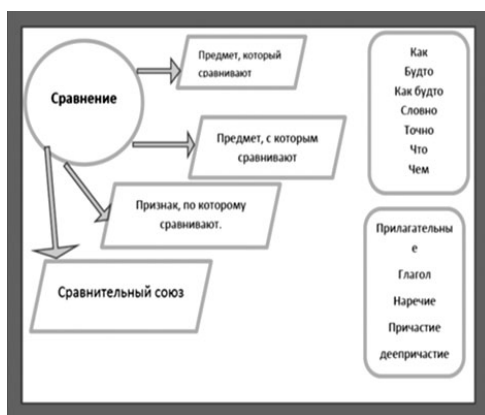 Сравнение
Предмет, который
сравнивают
Предмет, с которым
сравнивают
Признак, по которому
сравнивают.
Сравнительный союз
Как
Будто
Как будто
Словно
Точно
Что
Чем
Прилагательны
е
Глагол
Наречие
Причастие
деепричастие